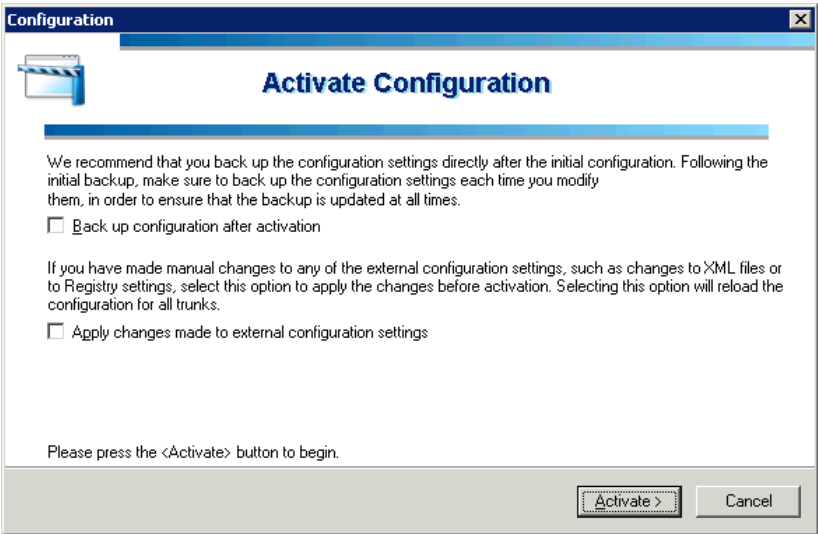 Configuration
Activate Configuration
We recommend that you back up the configuration settings directly after the initial configuration. Following the
initial backup, make sure to back up the configuration settings each time you modify
them, in order to ensure that the backup is updated at all times.
Back up configuration after activation
If you have made manual changes to any of the external configuration settings, such as changes to XML files or
to Registry settings, select this option to apply the changes before activation. Selecting this option will reload the
configuration for all trunks.
Apply changes made to external configuration settings
Please press the <Activate> button to begin.
Activate >
Cancel